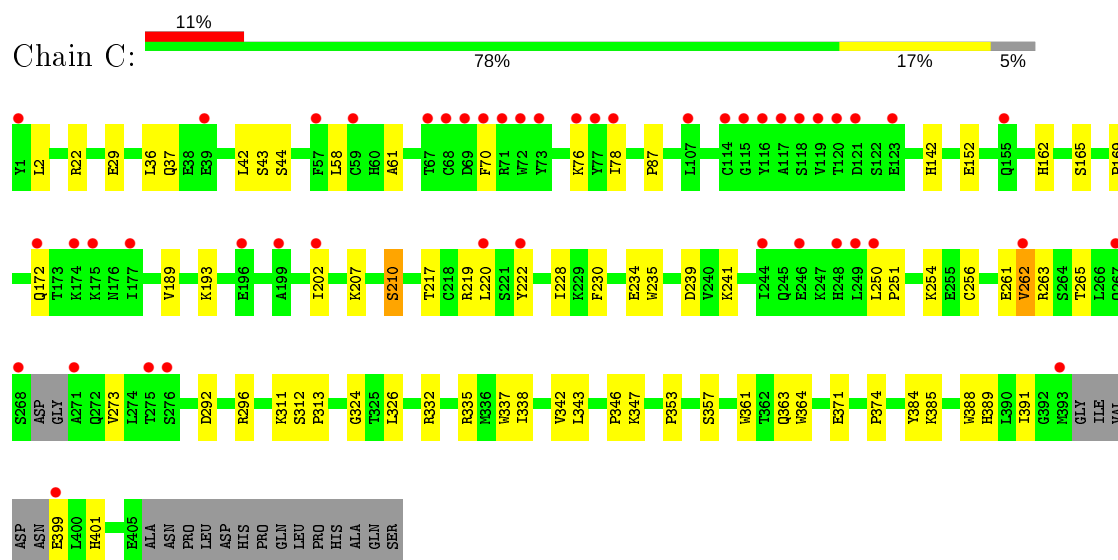 11%
Chain C:
78% 17% 5%
Y1 L2 R22 E29 L36 Q37 E38 E39 L42 S43 S44 F57 L58 C59 H60 A61 T67 C68 D69 F70 R71 W72 Y73 K76 Y77 I78 P87 L107 C114 G115 Y116 A117 S118 V119 T120 D121 S122 E123 H142 E152 Q155 H162 S165
Q172 T173 K174 K175 N176 I177 V189 K193 E196 A199 I202 K207 S210 T217 C218 R219 L220 S221 Y222 I228 K229 F230 E234 W235 D239 V240 K241 I244 Q245 E246 K247 H248 L249 L250 P251 K254 E255 C256 E261 V262 R263 S264 T265 L266
S268 ASP GLY A271 Q272 V273 L274 T275 S276 D292 R296 K311 S312 P313 G324 T325 L326 R332 R335 M336 W337 I338 V342 L343 P346 K347 P353 S357 W361 T362 Q363 W364 E371 P374 Y384 K385 W388 H389 L390 I391 G392 M393 GLY ILE
ASP ASN E399 L400 H401 E405 ALA ASN PRO LEU ASP HIS PRO GLN LEU PRO HIS ALA GLN SER